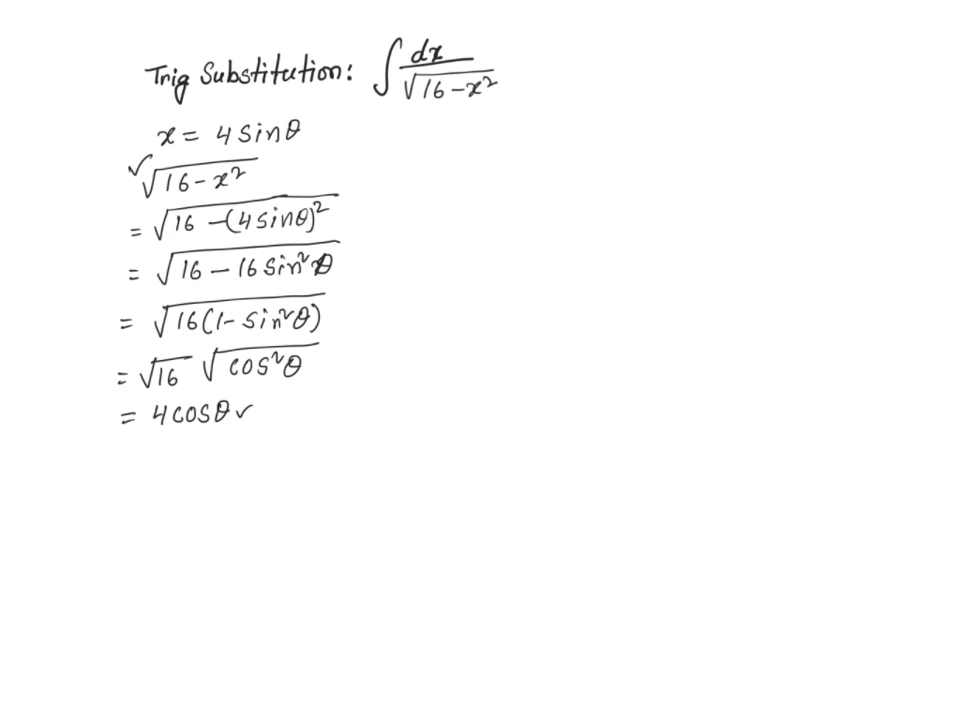 Trig Substitution: ∫ dx/√(16-x²)
x = 4 sinθ
✓√(16-x²)
= √(16-(4sinθ)²)
= √(16-16 sin²θ)
= √(16(1-sin²θ))
= √16 √(cos²θ)
= 4cosθ✓